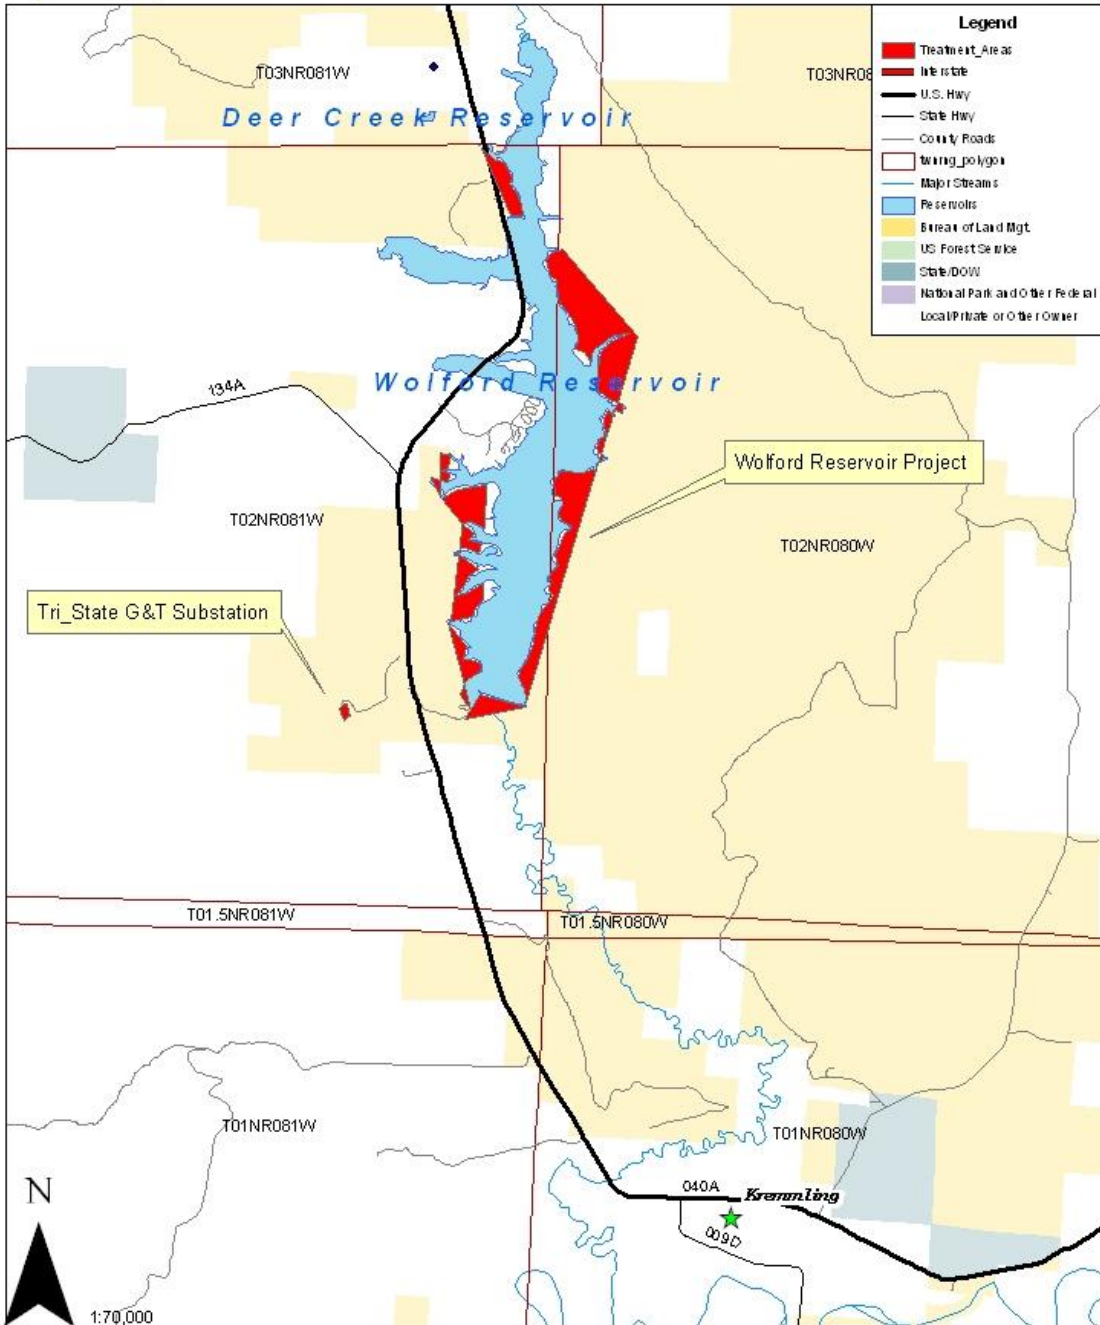 Legend
Treatment_Areas
Interstate
U.S. Hwy
State Hwy
County Roads
twnrng_polygon
Major Streams
Reservoirs
Bureau of Land Mgt.
US Forest Service
State/DOW
National Park and Other Federal
Local/Private or Other Owner
T03NR081W
T03NR08
Deer Creek Reservoir
Wolford Reservoir
134A
Wolford Reservoir Project
T02NR081W
T02NR080W
Tri_State G&T Substation
T01.5NR081W
T01.5NR080W
T01NR081W
T01NR080W
040A
Kremmling
009D
N
1:70,000